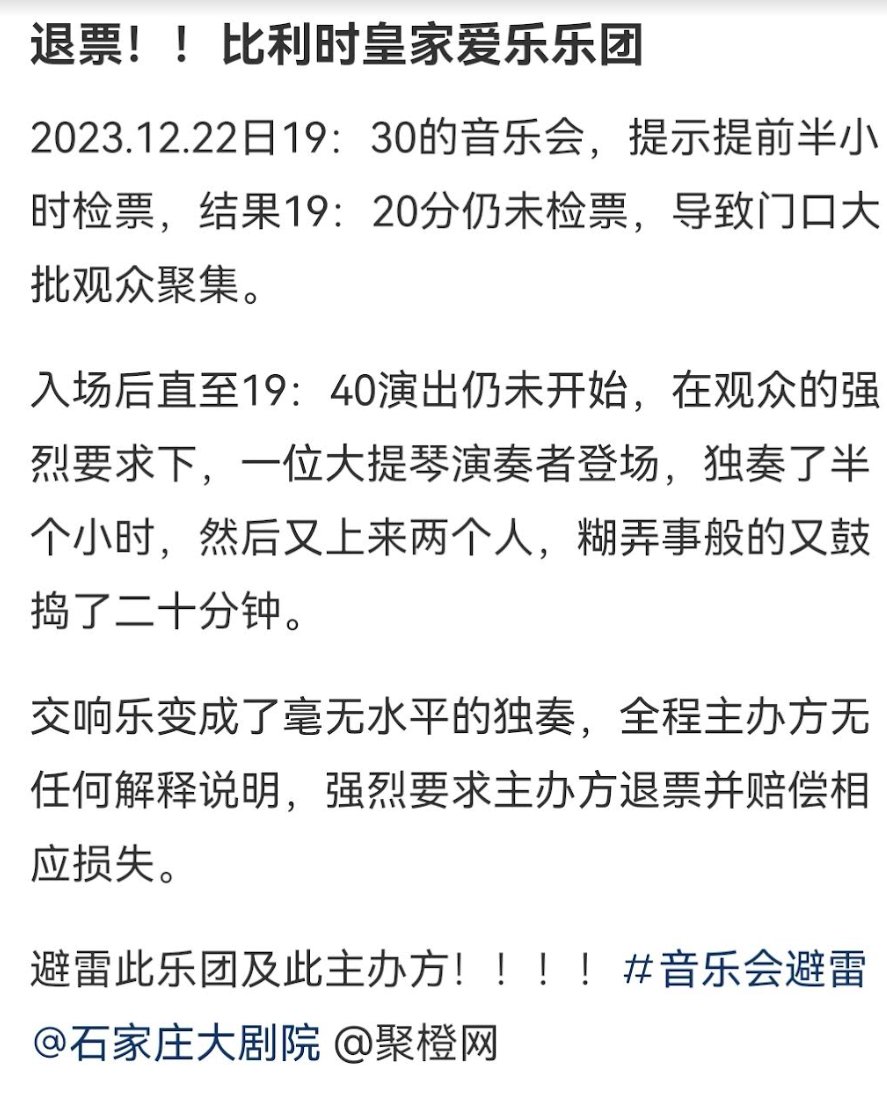 退票！！比利时皇家爱乐乐团
2023.12.22日19：30的音乐会，提示提前半小
时检票，结果19：20分仍未检票，导致门口大
批观众聚集。
入场后直至19：40演出仍未开始，在观众的强
烈要求下，一位大提琴演奏者登场，独奏了半
个小时，然后又上来两个人，糊弄事般的又鼓
捣了二十分钟。
交响乐变成了毫无水平的独奏，全程主办方无
任何解释说明，强烈要求主办方退票并赔偿相
应损失。
避雷此乐团及此主办方！！！！#音乐会避雷
@石家庄大剧院 @聚橙网